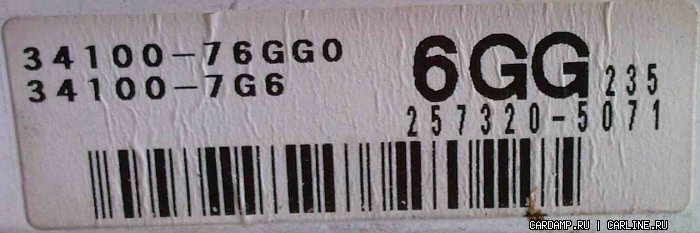 34100-76GG0
34100-7G6
6GG 235
257320-5071
CARDAMP.RU | CARLINE.RU